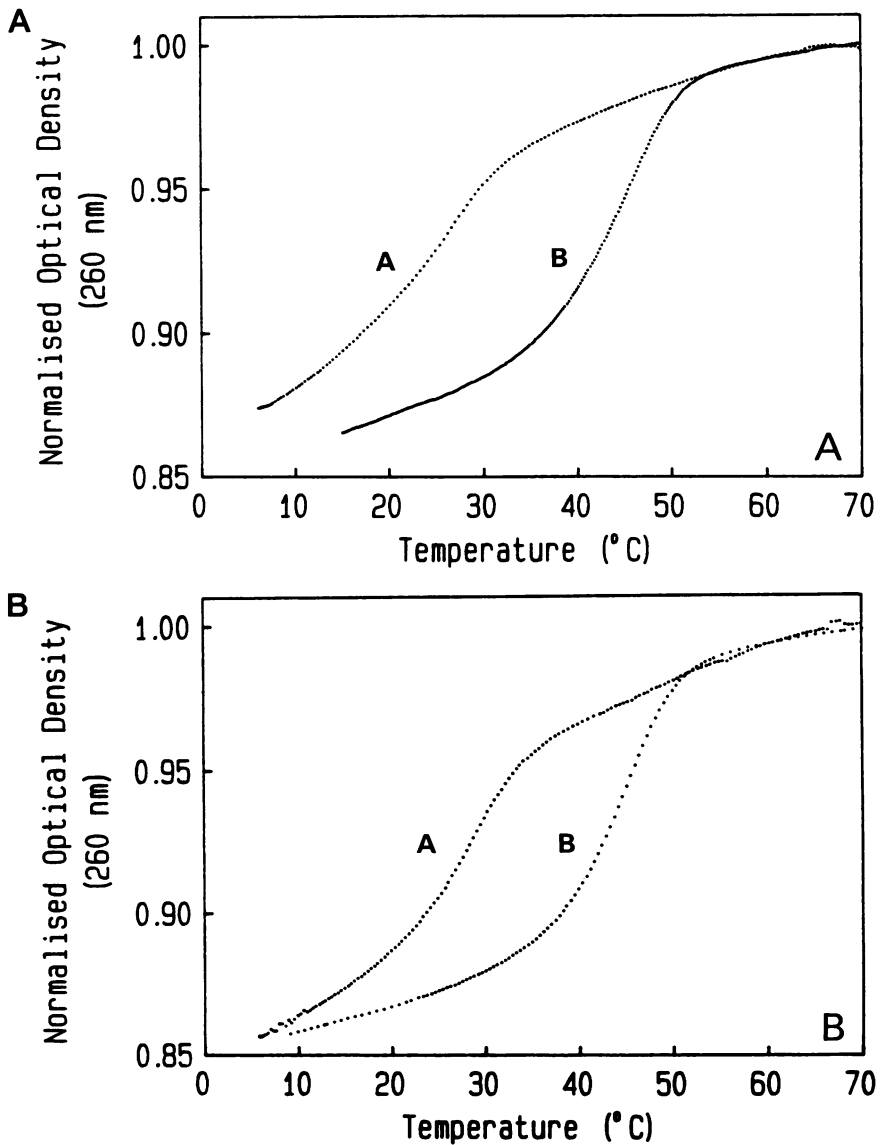 A
Normalised Optical Density
(260 nm)
1.00
0.95
0.90
0.85
A
B
A
0 10 20 30 40 50 60 70
Temperature (°C)
B
Normalised Optical Density
(260 nm)
1.00
0.95
0.90
0.85
A
B
B
0 10 20 30 40 50 60 70
Temperature (°C)